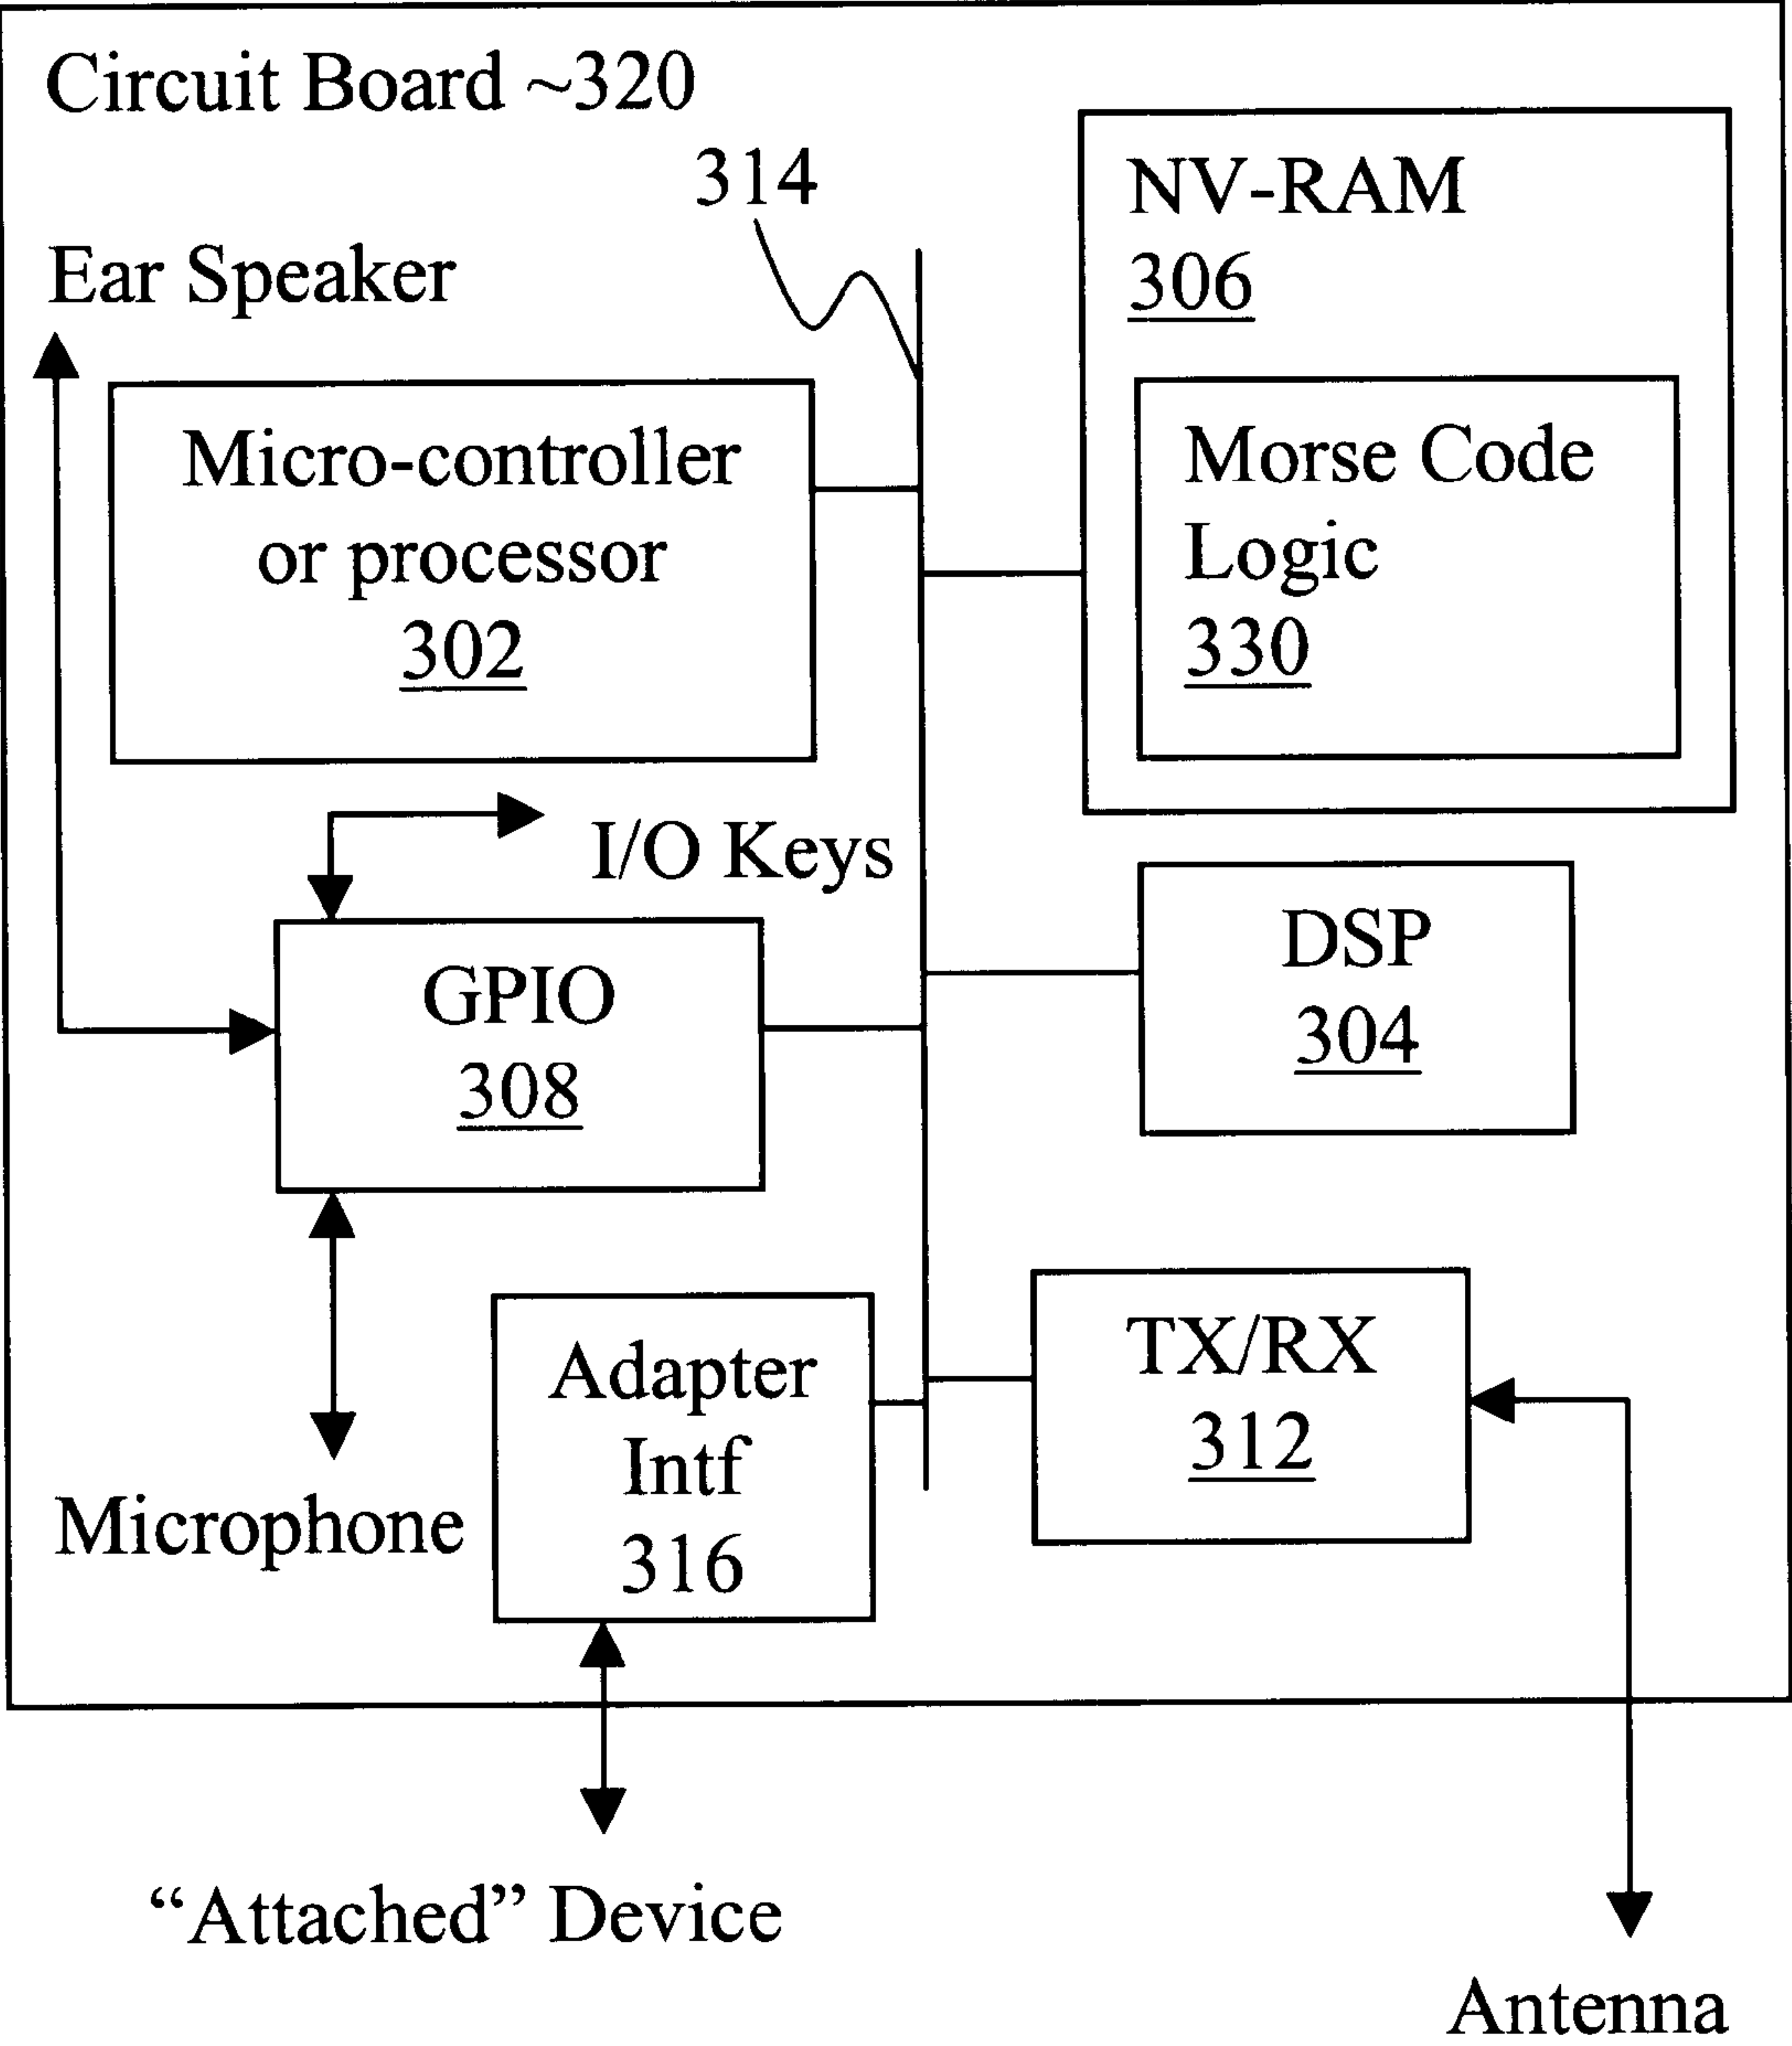 Circuit Board ~320
314
NV-RAM
306
Ear Speaker
Micro-controller
or processor
302
Morse Code
Logic
330
I/O Keys
GPIO
308
DSP
304
Adapter
Intf
316
TX/RX
312
Microphone
“Attached” Device
Antenna